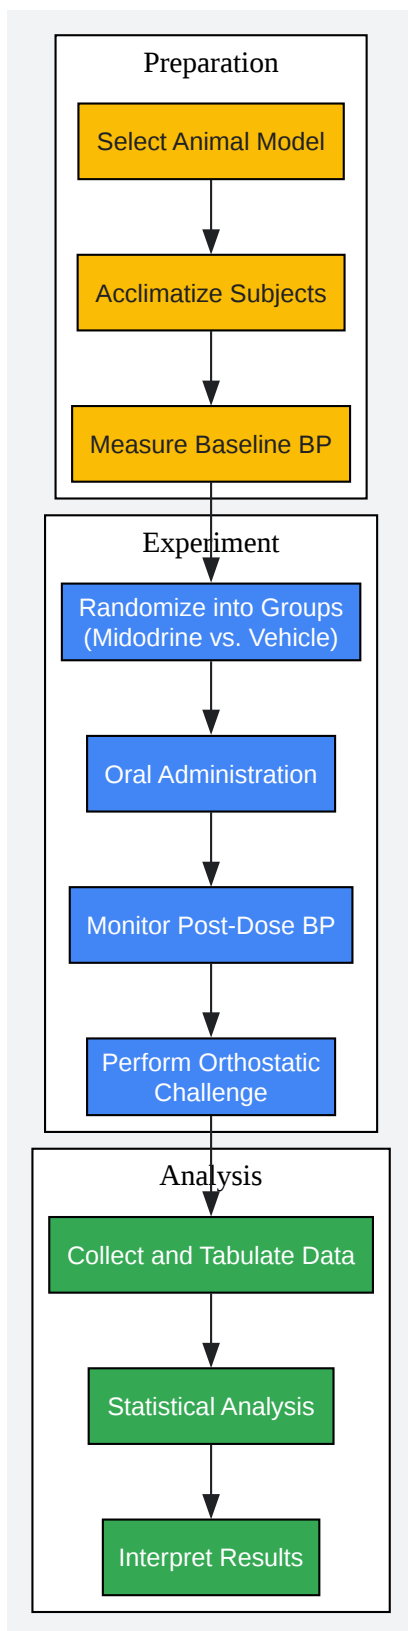 Preparation
Select Animal Model
Acclimatize Subjects
Measure Baseline BP
Experiment
Randomize into Groups
(Midodrine vs. Vehicle)
Oral Administration
Monitor Post-Dose BP
Perform Orthostatic
Challenge
Analysis
Collect and Tabulate Data
Statistical Analysis
Interpret Results